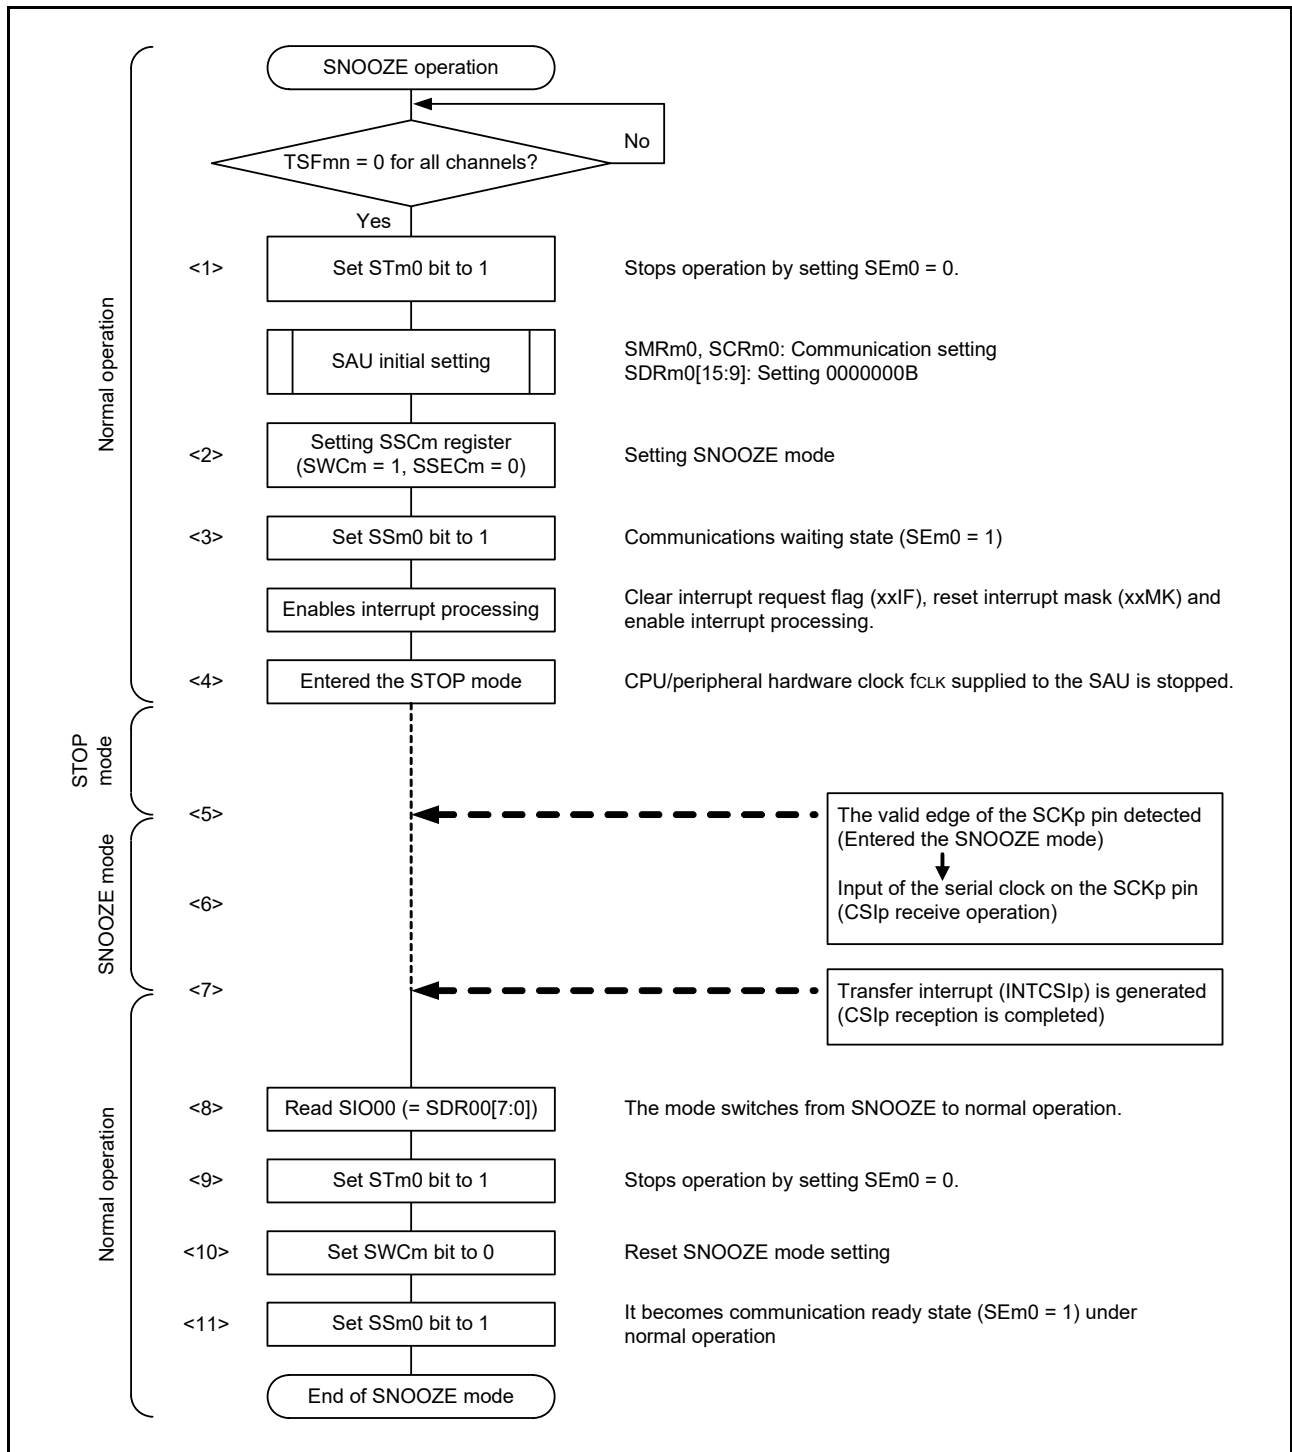 SNOOZE operation
TSFmn = 0 for all channels?
No
Yes
Normal operation
<1>
Set STm0 bit to 1
Stops operation by setting SEm0 = 0.
SAU initial setting
SMRm0, SCRm0: Communication setting
SDRm0[15:9]: Setting 0000000B
<2>
Setting SSCm register
(SWCm = 1, SSECm = 0)
Setting SNOOZE mode
<3>
Set SSm0 bit to 1
Communications waiting state (SEm0 = 1)
Enables interrupt processing
Clear interrupt request flag (xxIF), reset interrupt mask (xxMK) and
enable interrupt processing.
<4>
Entered the STOP mode
CPU/peripheral hardware clock fCLK supplied to the SAU is stopped.
STOP
mode
<5>
The valid edge of the SCKp pin detected
(Entered the SNOOZE mode)
SNOOZE mode
<6>
Input of the serial clock on the SCKp pin
(CSIp receive operation)
<7>
Transfer interrupt (INTCSIp) is generated
(CSIp reception is completed)
Normal operation
<8>
Read SIO00 (= SDR00[7:0])
The mode switches from SNOOZE to normal operation.
<9>
Set STm0 bit to 1
Stops operation by setting SEm0 = 0.
<10>
Set SWCm bit to 0
Reset SNOOZE mode setting
<11>
Set SSm0 bit to 1
It becomes communication ready state (SEm0 = 1) under
normal operation
End of SNOOZE mode